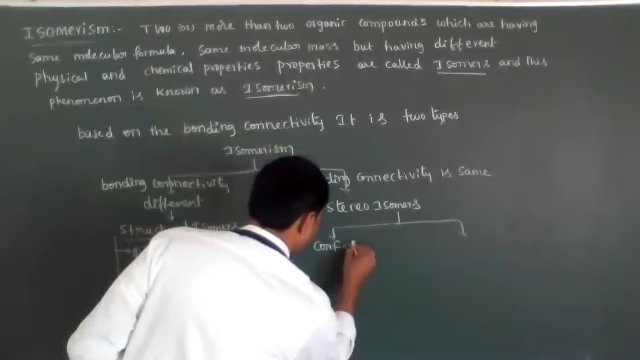 Isomerism:- Two (or) more than two organic compounds which are having
same molecular formula, same molecular mass but having different
physical and chemical properties properties are called Isomers and this
phenomenon is known as Isomerism.
based on the bonding connectivity It is two types
Isomerism
bonding connectivity different
connectivity is same
Stereo Isomers
Isomers
Conf